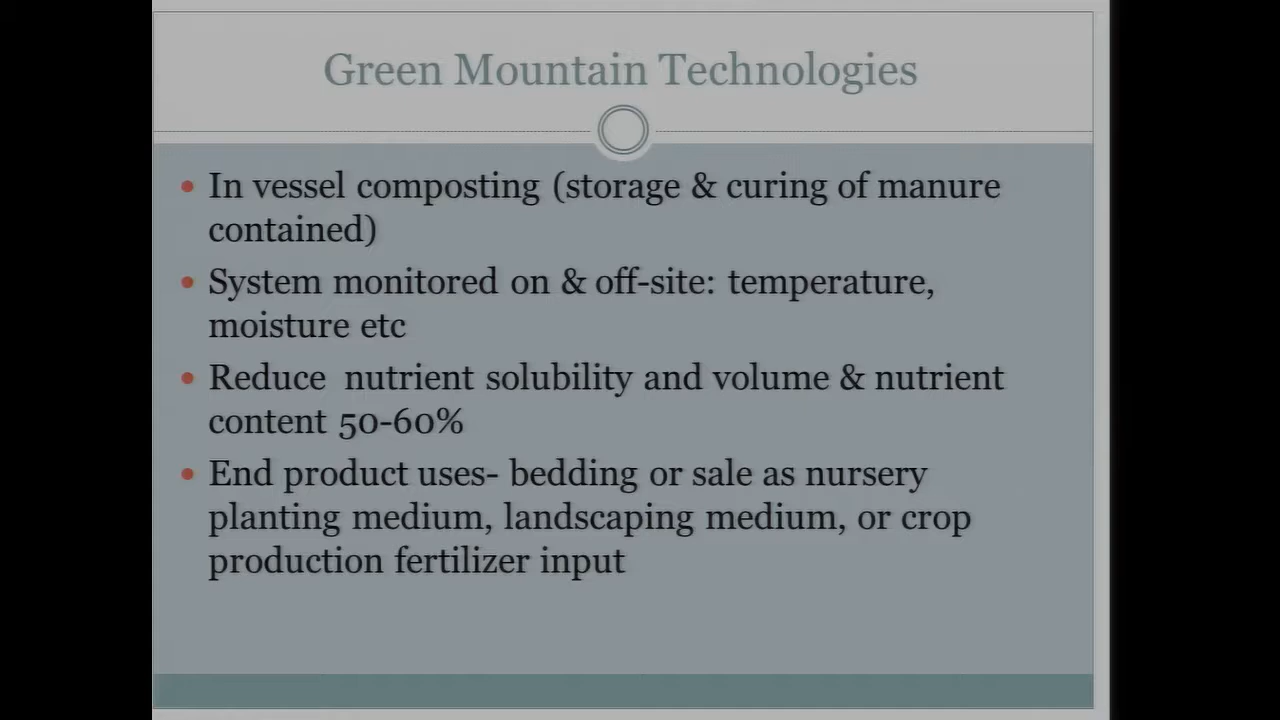 Green Mountain Technologies
• In vessel composting (storage & curing of manure
contained)
• System monitored on & off-site: temperature,
moisture etc
• Reduce  nutrient solubility and volume & nutrient
content 50-60%
• End product uses- bedding or sale as nursery
planting medium, landscaping medium, or crop
production fertilizer input